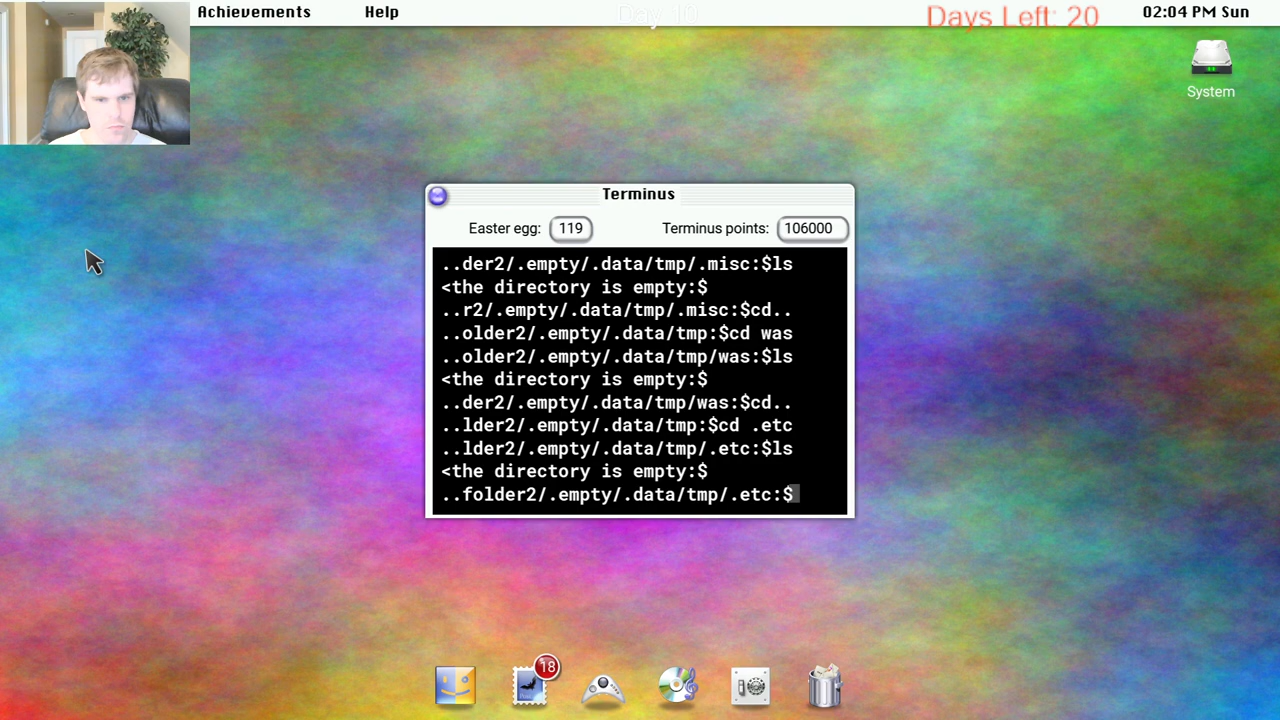 Achievements Help Day 10 Days Left: 20 02:04 PM Sun
System
Terminus
Easter egg: 119 Terminus points: 106000
..der2/.empty/.data/tmp/.misc:$ls
<the directory is empty:$
..r2/.empty/.data/tmp/.misc:$cd..
..older2/.empty/.data/tmp:$cd was
..older2/.empty/.data/tmp/was:$ls
<the directory is empty:$
..der2/.empty/.data/tmp/was:$cd..
..lder2/.empty/.data/tmp:$cd .etc
..lder2/.empty/.data/tmp/.etc:$ls
<the directory is empty:$
..folder2/.empty/.data/tmp/.etc:$
18